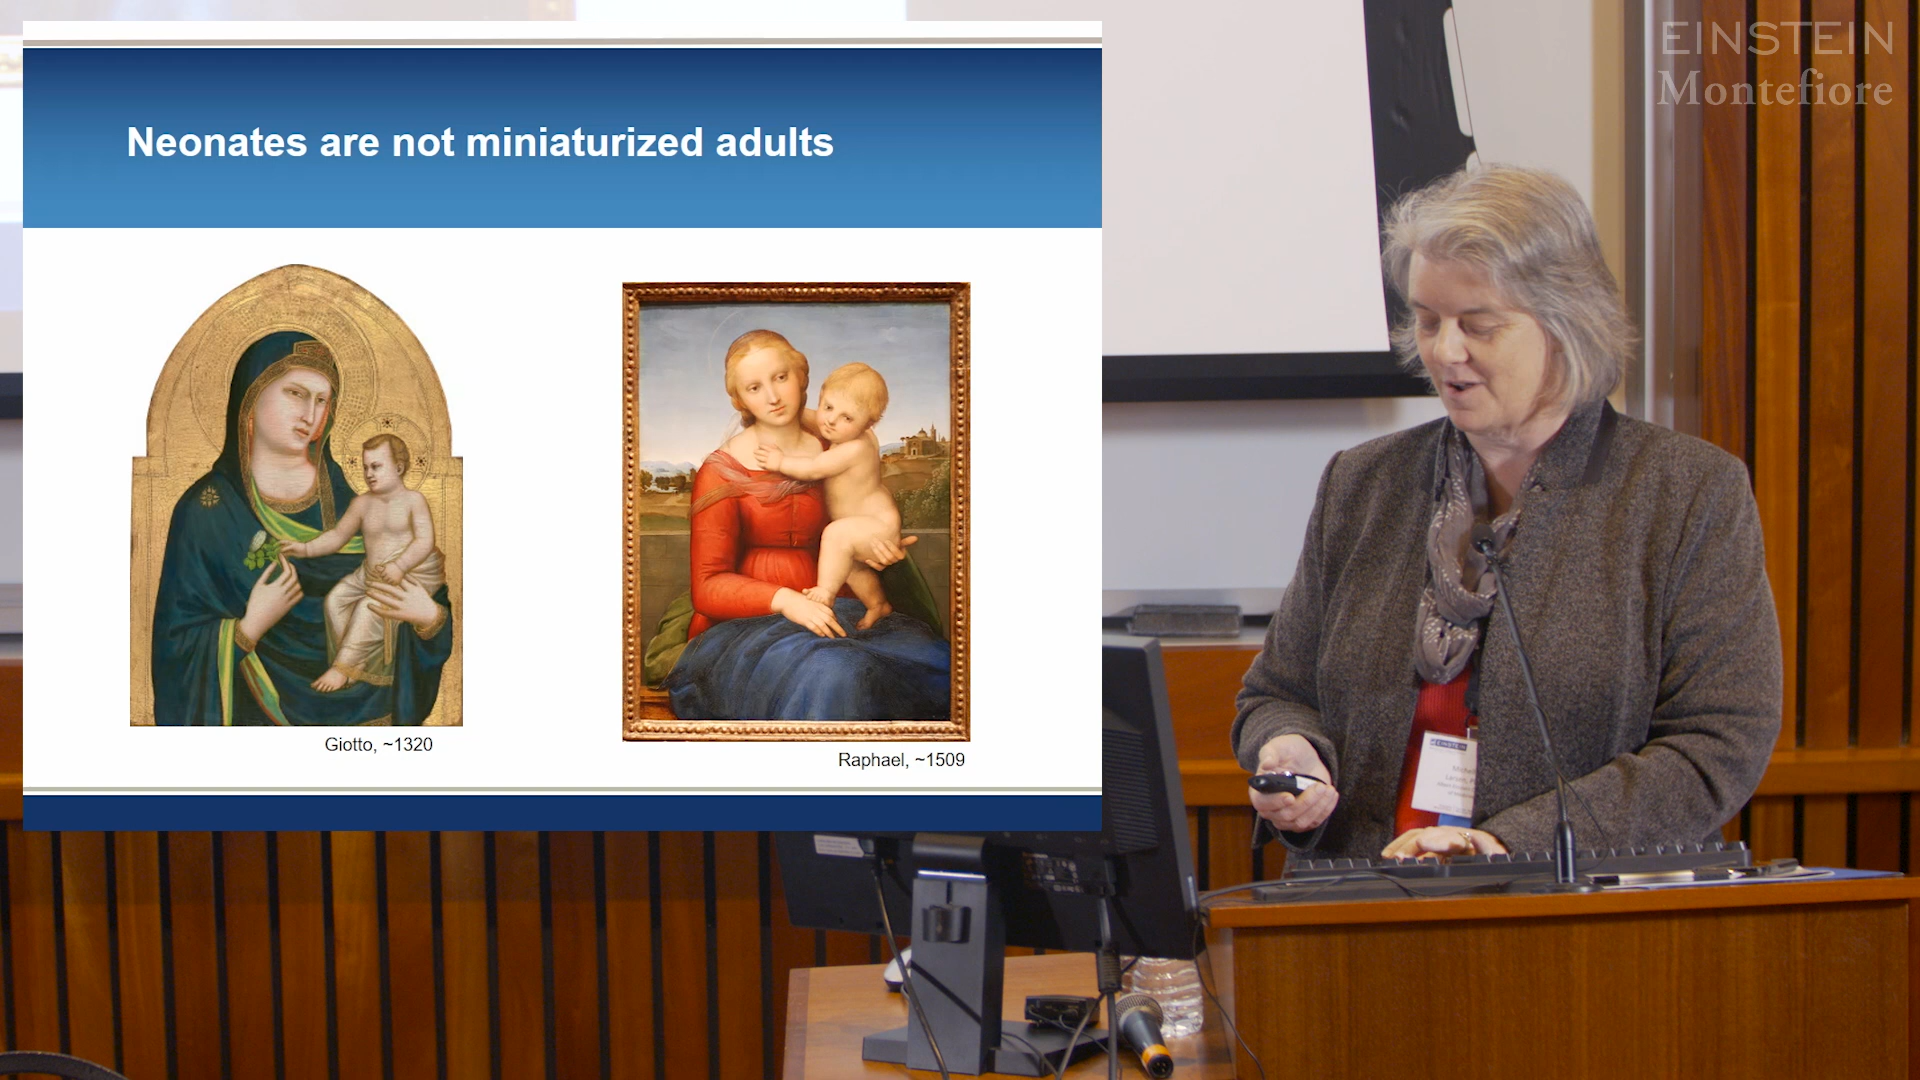 EINSTEIN
Montefiore
Neonates are not miniaturized adults
Giotto, ~1320
Raphael, ~1509